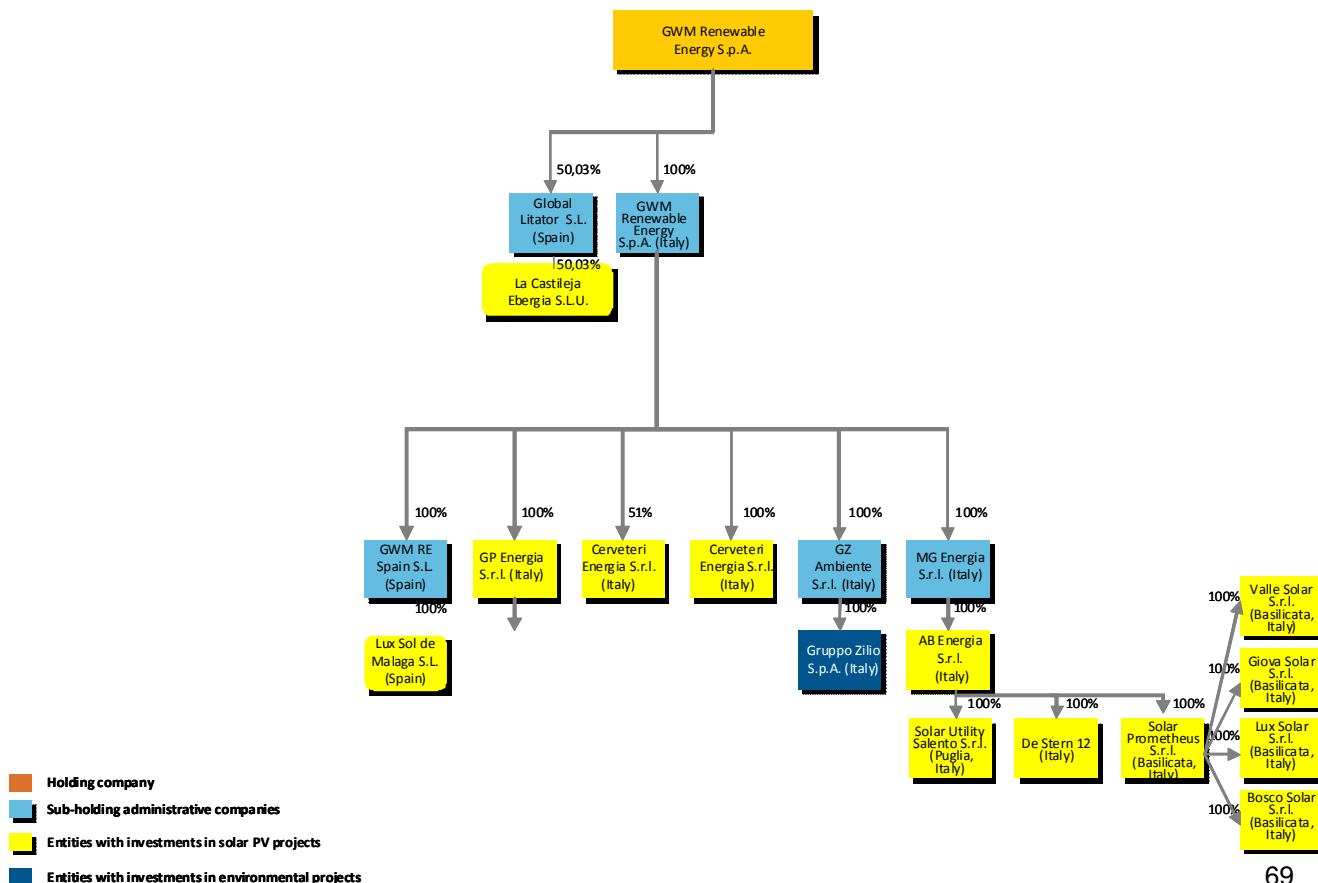 GWM Renewable
Energy S.p.A.
50,03%
100%
Global
Litator S.L.
(Spain)
GWM
Renewable
Energy
S.p.A. (Italy)
50,03%
La Castileja
Ebergia S.L.U.
100%
100%
51%
100%
100%
100%
GWM RE
Spain S.L.
(Spain)
GP Energia
S.r.l. (Italy)
Cerveteri
Energia S.r.l.
(Italy)
Cerveteri
Energia S.r.l.
(Italy)
GZ
Ambiente
S.r.l. (Italy)
MG Energia
S.r.l. (Italy)
100%
100%
100%
Lux Sol de
Malaga S.L.
(Spain)
Gruppo Zilio
S.p.A. (Italy)
AB Energia
S.r.l.
(Italy)
100%
100%
100%
Solar Utility
Salento S.r.l.
(Puglia,
Italy)
De Stern 12
(Italy)
Solar
Prometheus
S.r.l.
(Basilicata,
Italy)
100%
Valle Solar
S.r.l.
(Basilicata,
Italy)
100%
Giova Solar
S.r.l.
(Basilicata,
Italy)
100%
Lux Solar
S.r.l.
(Basilicata,
Italy)
100%
Bosco Solar
S.r.l.
(Basilicata,
Italy)
Holding company
Sub-holding administrative companies
Entities with investments in solar PV projects
Entities with investments in environmental projects
69